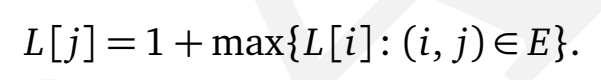 L[j] = 1 + max{L[i]: (i, j) ∈ E}.